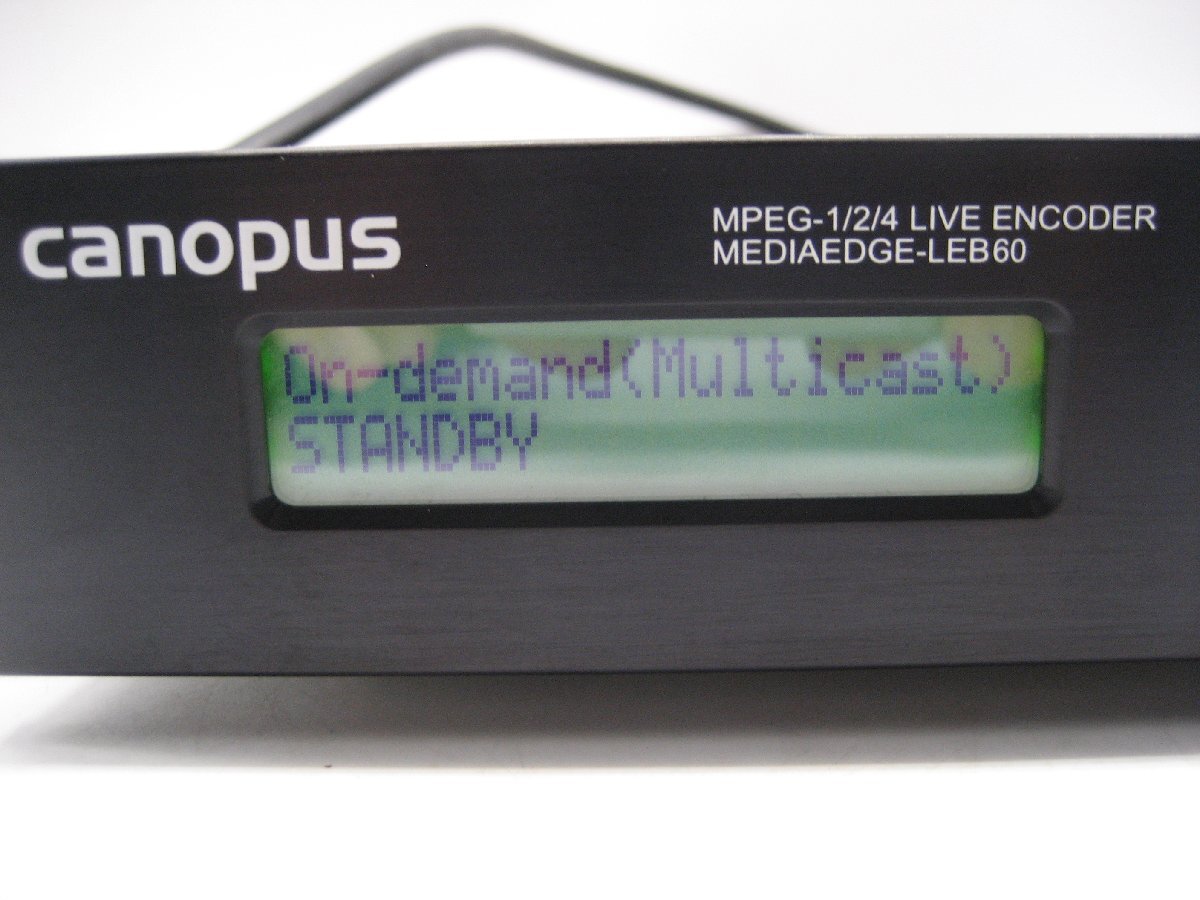 canopus
MPEG-1/2/4 LIVE ENCODER
MEDIAEDGE-LEB60
On-demand(Multicast)
STANDBY